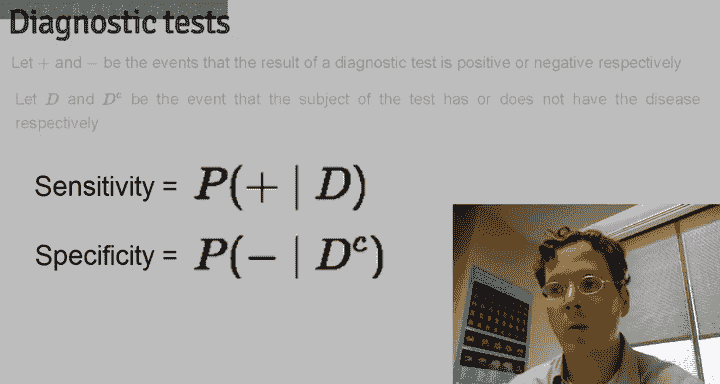 Diagnostic tests
Let + and − be the events that the result of a diagnostic test is positive or negative respectively
Let D and Dᶜ be the event that the subject of the test has or does not have the disease
respectively
Sensitivity = P(+ | D)
Specificity = P(− | Dᶜ)